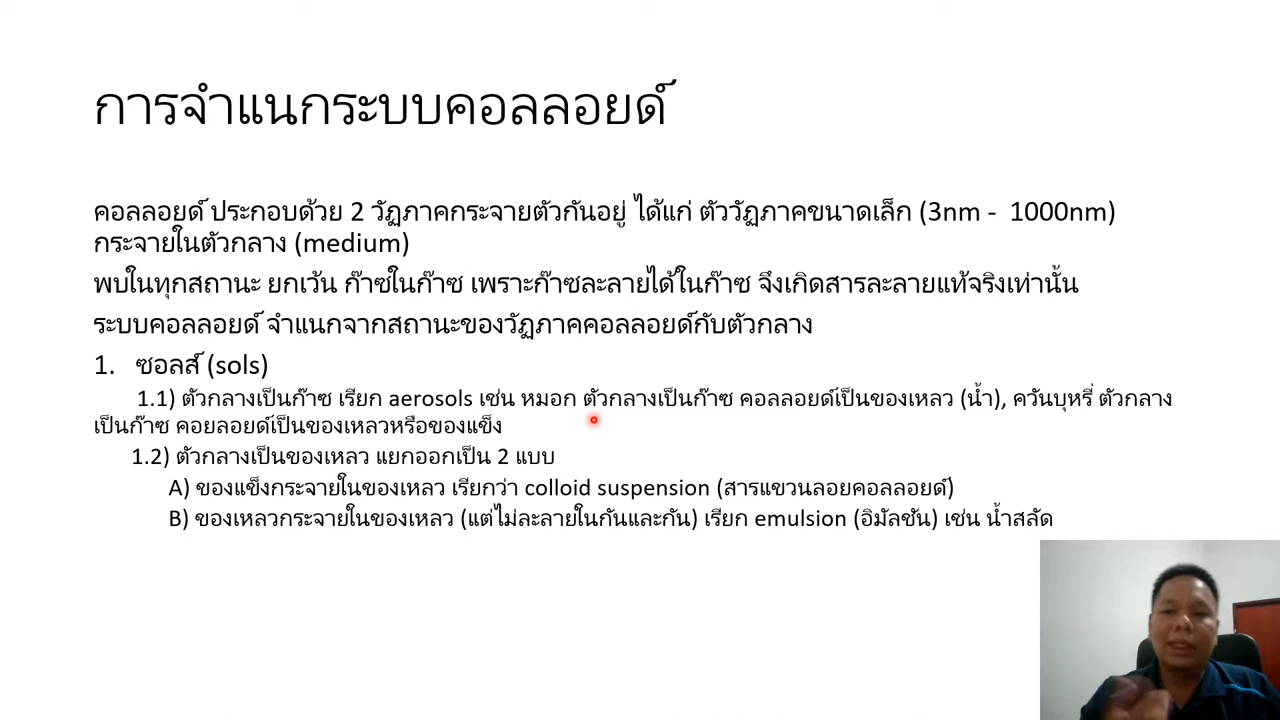 การจำแนกระบบคอลลอยด์
คอลลอยด์ ประกอบด้วย 2 วัฏภาคกระจายตัวกันอยู่ ได้แก่ ตัววัฏภาคขนาดเล็ก (3nm - 1000nm)
กระจายในตัวกลาง (medium)
พบในทุกสถานะ ยกเว้น ก๊าซในก๊าซ เพราะก๊าซละลายได้ในก๊าซ จึงเกิดสารละลายแท้จริงเท่านั้น
ระบบคอลลอยด์ จำแนกจากสถานะของวัฏภาคคอลลอยด์กับตัวกลาง
1. ซอลส์ (sols)
1.1) ตัวกลางเป็นก๊าซ เรียก aerosols เช่น หมอก ตัวกลางเป็นก๊าซ คอลลอยด์เป็นของเหลว (น้ำ), ควันบุหรี่ ตัวกลาง
เป็นก๊าซ คอยลอยด์เป็นของเหลวหรือของแข็ง
1.2) ตัวกลางเป็นของเหลว แยกออกเป็น 2 แบบ
A) ของแข็งกระจายในของเหลว เรียกว่า colloid suspension (สารแขวนลอยคอลลอยด์)
B) ของเหลวกระจายในของเหลว (แต่ไม่ละลายในกันและกัน) เรียก emulsion (อิมัลชัน) เช่น น้ำสลัด